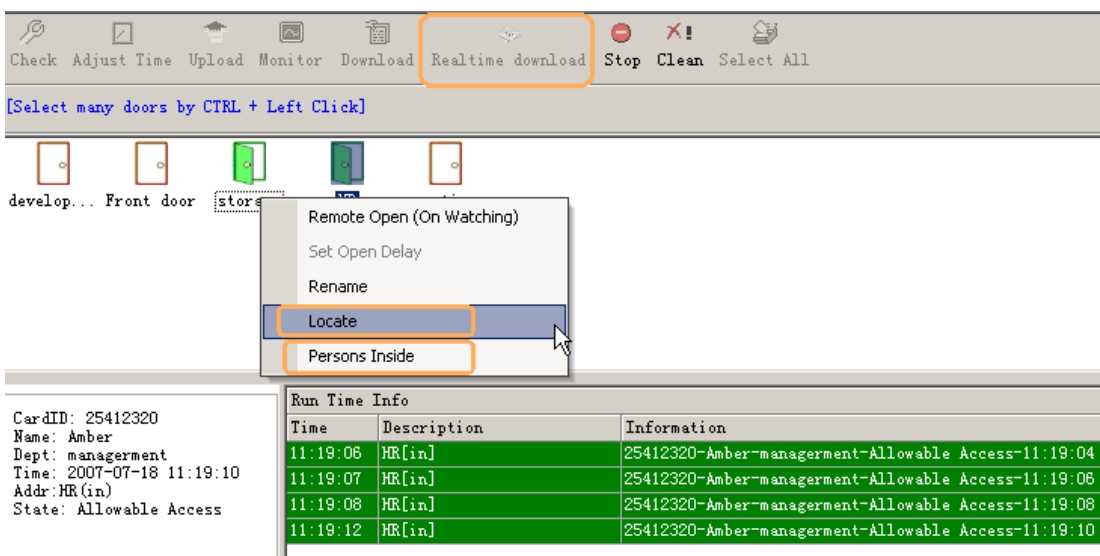 Check Adjust Time Upload Monitor Download Realtime download Stop Clean Select All
[Select many doors by CTRL + Left Click]
develop... Front door
Remote Open (On Watching)
Set Open Delay
Rename
Locate
Persons Inside
CardID: 25412320
Name: Amber
Dept: managerment
Time: 2007-07-18 11:19:10
Addr:HR(in)
State: Allowable Access
Run Time Info
Time Description Information
11:19:06 HR[in] 25412320-Amber-managerment-Allowable Access-11:19:04
11:19:07 HR[in] 25412320-Amber-managerment-Allowable Access-11:19:06
11:19:08 HR[in] 25412320-Amber-managerment-Allowable Access-11:19:08
11:19:12 HR[in] 25412320-Amber-managerment-Allowable Access-11:19:10